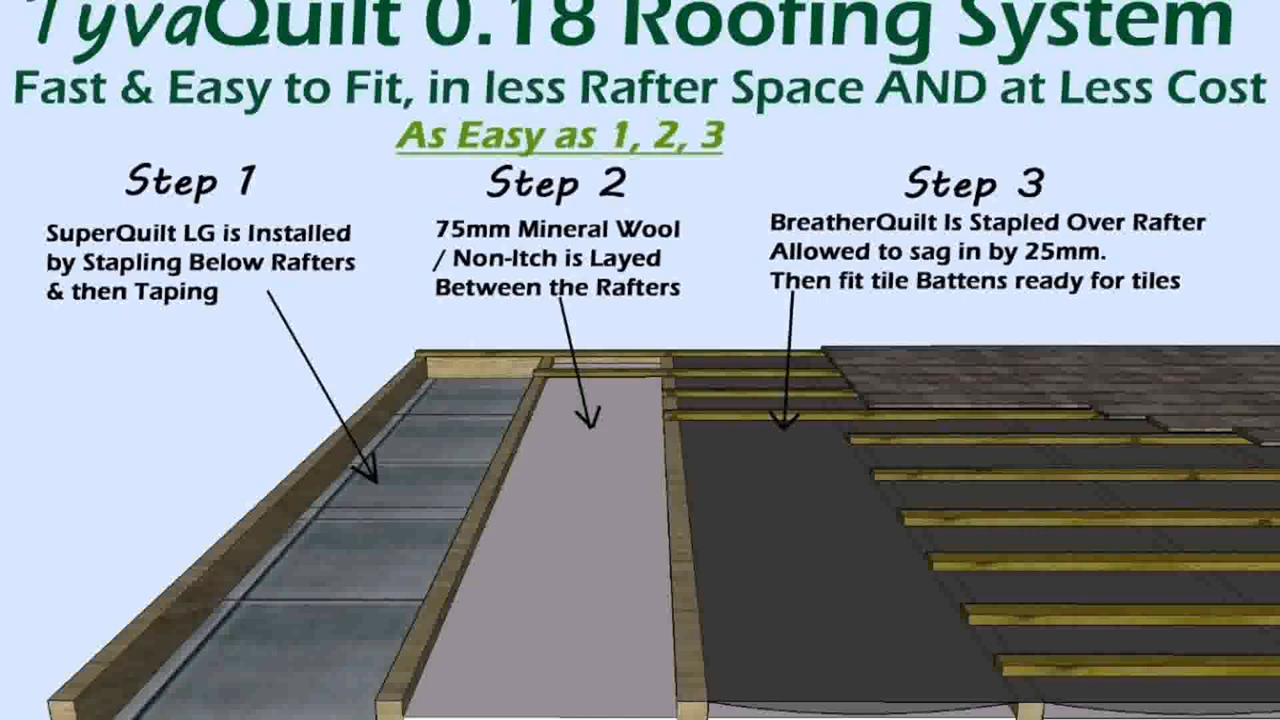 TyvaQuilt 0.18 Roofing System
Fast & Easy to Fit, in less Rafter Space AND at Less Cost
As Easy as 1, 2, 3
Step 1
SuperQuilt LG is Installed
by Stapling Below Rafters
& then Taping
Step 2
75mm Mineral Wool
/ Non-Itch is Layed
Between the Rafters
Step 3
BreatherQuilt Is Stapled Over Rafter
Allowed to sag in by 25mm.
Then fit tile Battens ready for tiles